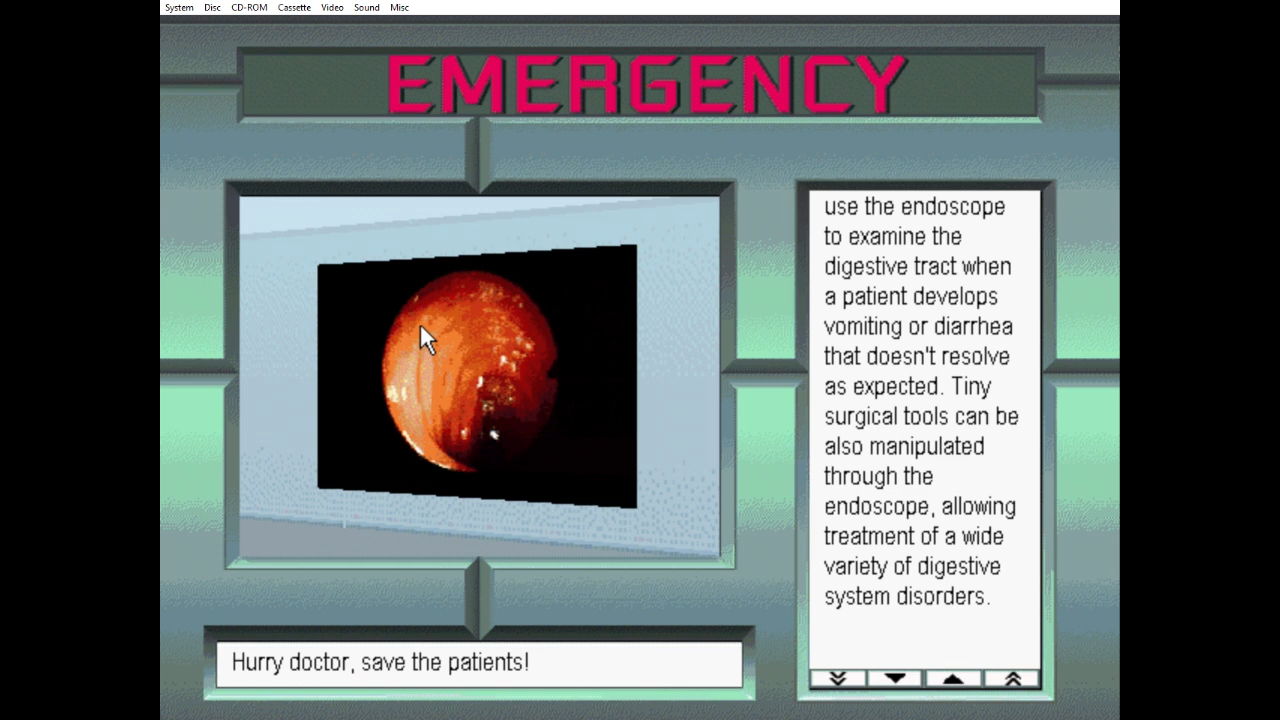 System Disc CD-ROM Cassette Video Sound Misc
EMERGENCY
use the endoscope
to examine the
digestive tract when
a patient develops
vomiting or diarrhea
that doesn't resolve
as expected. Tiny
surgical tools can be
also manipulated
through the
endoscope, allowing
treatment of a wide
variety of digestive
system disorders.
Hurry doctor, save the patients!